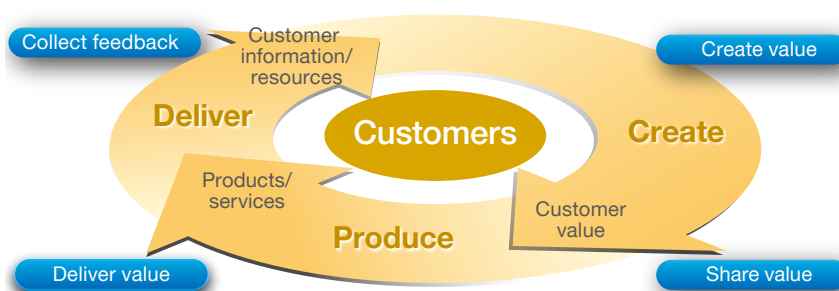 Collect feedback
Customer
information/
resources
Create value
Deliver
Customers
Create
Products/
services
Customer
value
Produce
Deliver value
Share value